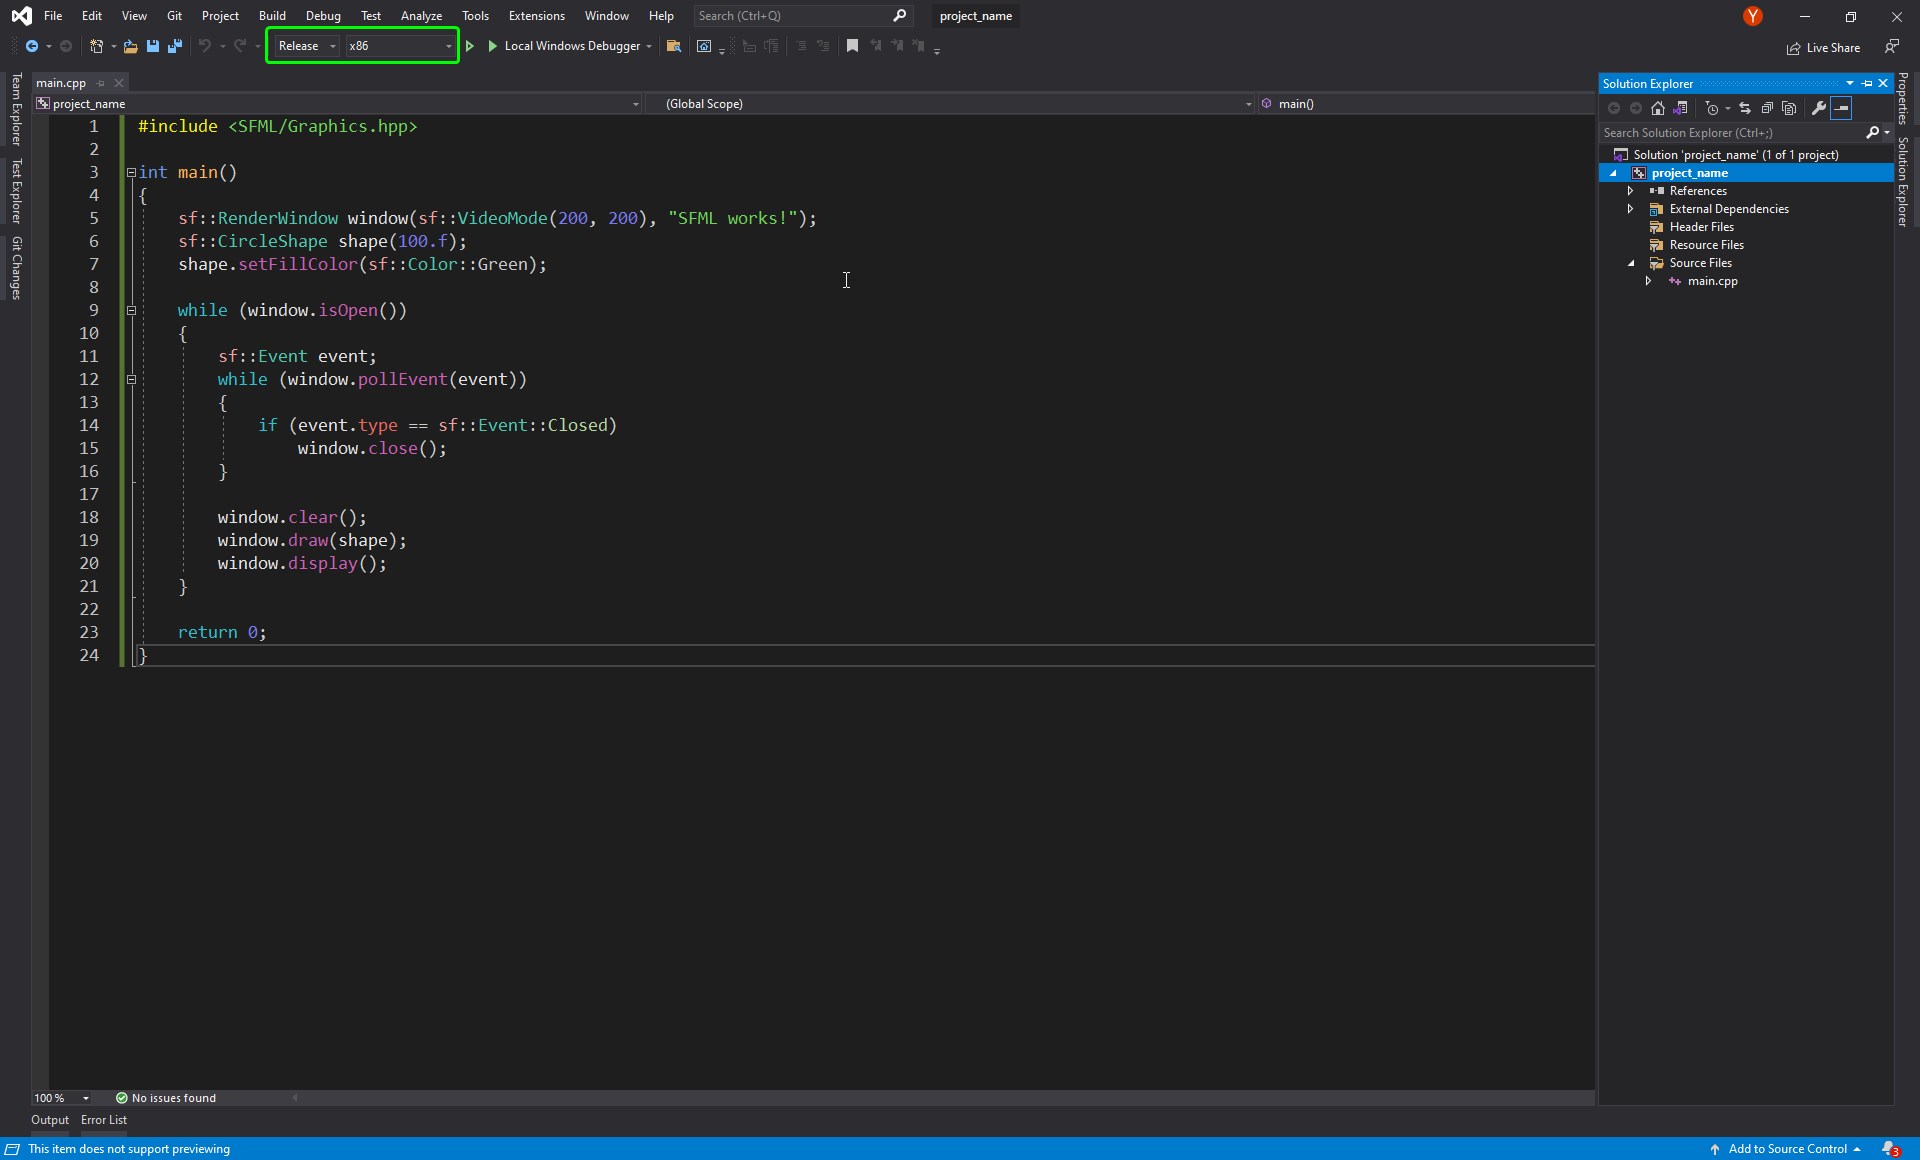 File Edit View Git Project Build Debug Test Analyze Tools Extensions Window Help Search (Ctrl+Q) project_name Y
Release x86 Local Windows Debugger Live Share
Team Explorer
Test Explorer
Git Changes
main.cpp
project_name (Global Scope) main()
1 #include <SFML/Graphics.hpp>
2
3 int main()
4 {
5     sf::RenderWindow window(sf::VideoMode(200, 200), "SFML works!");
6     sf::CircleShape shape(100.f);
7     shape.setFillColor(sf::Color::Green);
8
9     while (window.isOpen())
10     {
11         sf::Event event;
12         while (window.pollEvent(event))
13         {
14             if (event.type == sf::Event::Closed)
15                 window.close();
16         }
17
18         window.clear();
19         window.draw(shape);
20         window.display();
21     }
22
23     return 0;
24 }
Solution Explorer
Search Solution Explorer (Ctrl+;)
Solution 'project_name' (1 of 1 project)
project_name
References
External Dependencies
Header Files
Resource Files
Source Files
main.cpp
Properties
Solution Explorer
100 % No issues found
Output Error List
This item does not support previewing Add to Source Control 3